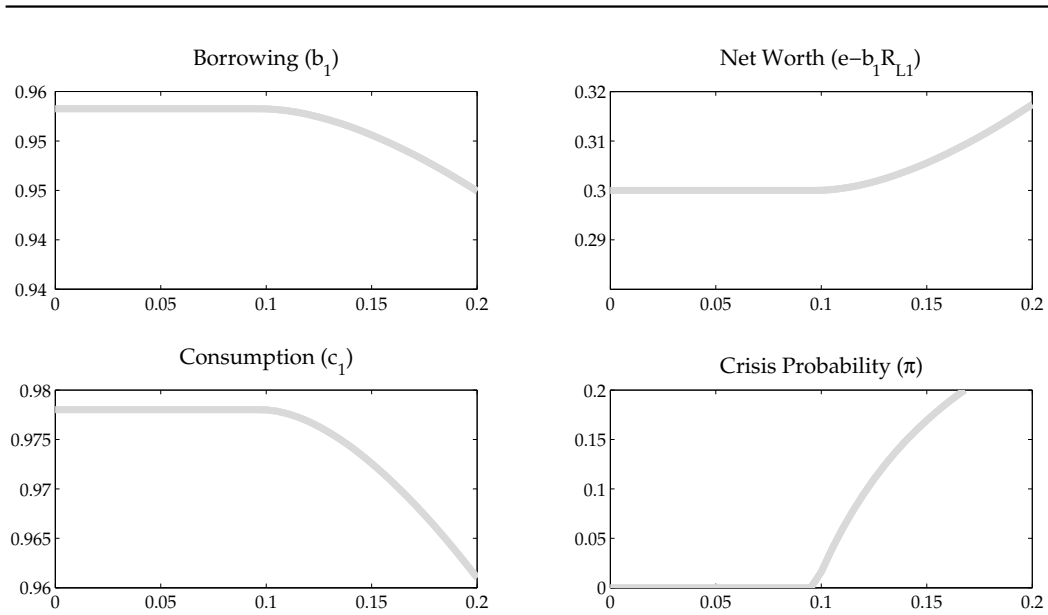 Borrowing (b1)
0.96
0.95
0.95
0.94
0.94
0 0.05 0.1 0.15 0.2
Net Worth (e−b1RL1)
0.32
0.31
0.3
0.29
0 0.05 0.1 0.15 0.2
Consumption (c1)
0.98
0.975
0.97
0.965
0.96
0 0.05 0.1 0.15 0.2
Crisis Probability (π)
0.2
0.15
0.1
0.05
0
0 0.05 0.1 0.15 0.2